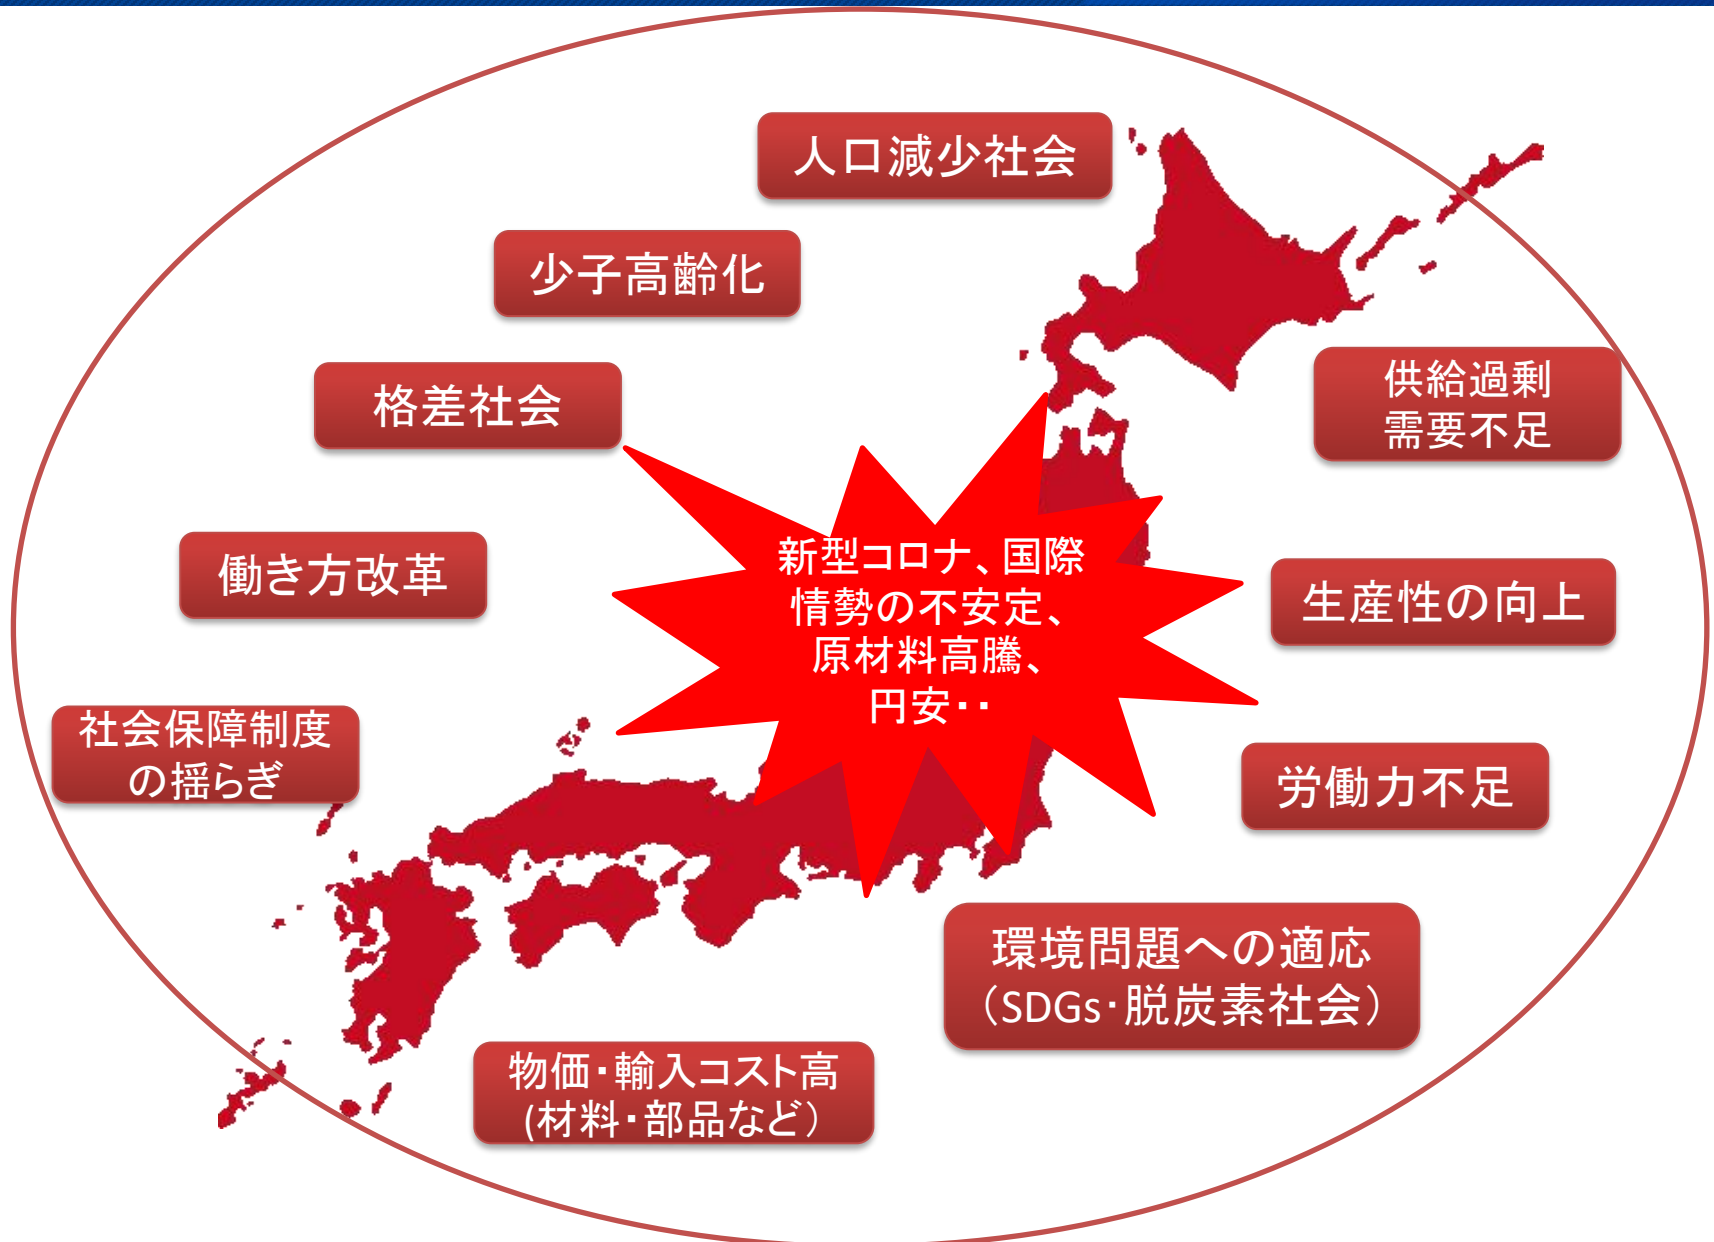 人口減少社会
少子高齢化
格差社会
供給過剰
需要不足
働き方改革
新型コロナ、国際
情勢の不安定、
原材料高騰、
円安・・
生産性の向上
社会保障制度
の揺らぎ
労働力不足
環境問題への適応
（SDGs・脱炭素社会）
物価・輸入コスト高
(材料・部品など）